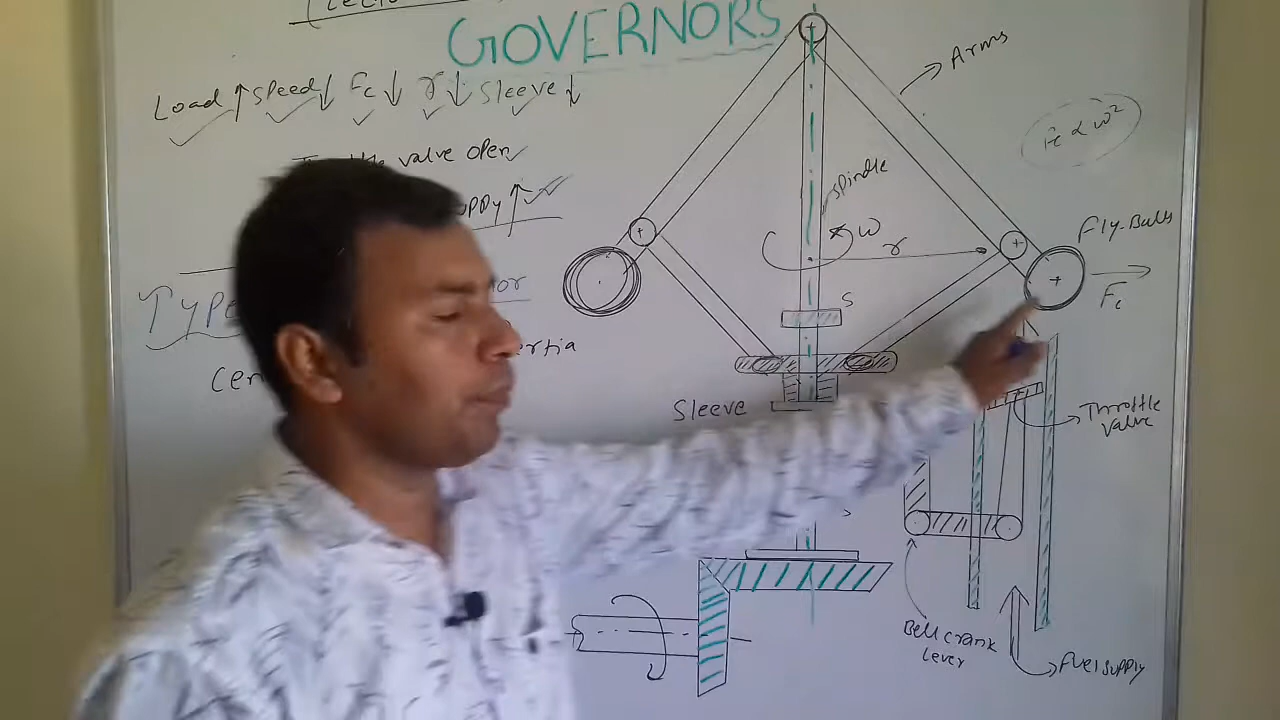 GOVERNORS
Load ↑ Speed ↓ Fc ↓ r ↓ Sleeve ↓
valve open
↑
Type
Cen
Arms
Fc ∝ ω²
Spindle
ω
r
Fly-Balls
Fc
S
Sleeve
Throttle
valve
S
Bell crank
lever
Fuel supply